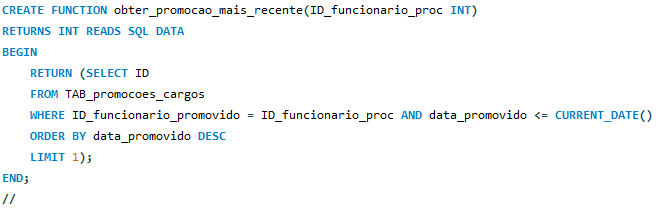 CREATE FUNCTION obter_promocao_mais_recente(ID_funcionario_proc INT)
RETURNS INT READS SQL DATA
BEGIN
    RETURN (SELECT ID
    FROM TAB_promocoes_cargos
    WHERE ID_funcionario_promovido = ID_funcionario_proc AND data_promovido <= CURRENT_DATE()
    ORDER BY data_promovido DESC
    LIMIT 1);
END;
//